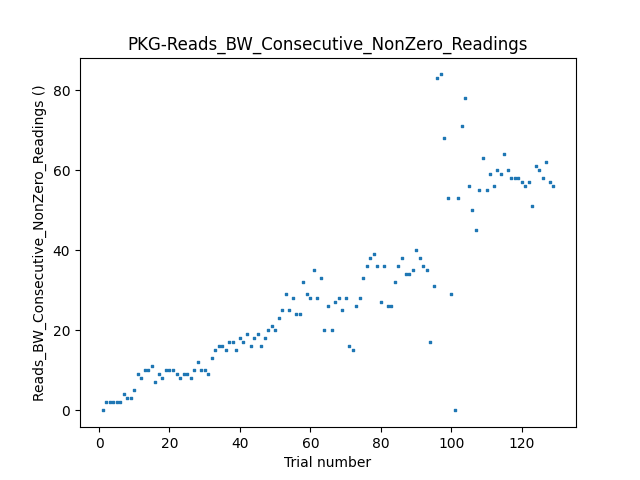 PKG-Reads_BW_Consecutive_NonZero_Readings
Reads_BW_Consecutive_NonZero_Readings ()
80
60
40
20
0
0 20 40 60 80 100 120
Trial number